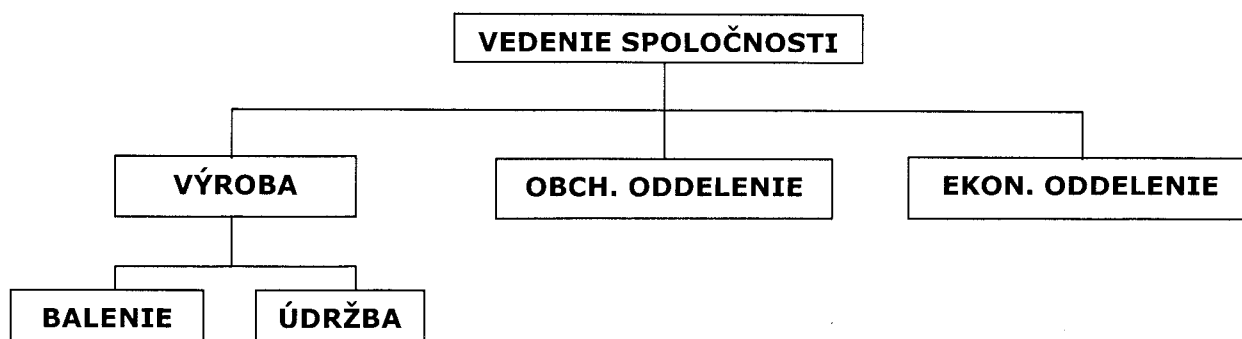 VEDENIE SPOLOČNOSTI
VÝROBA
OBCH. ODDELENIE
EKON. ODDELENIE
BALENIE
ÚDRŽBA